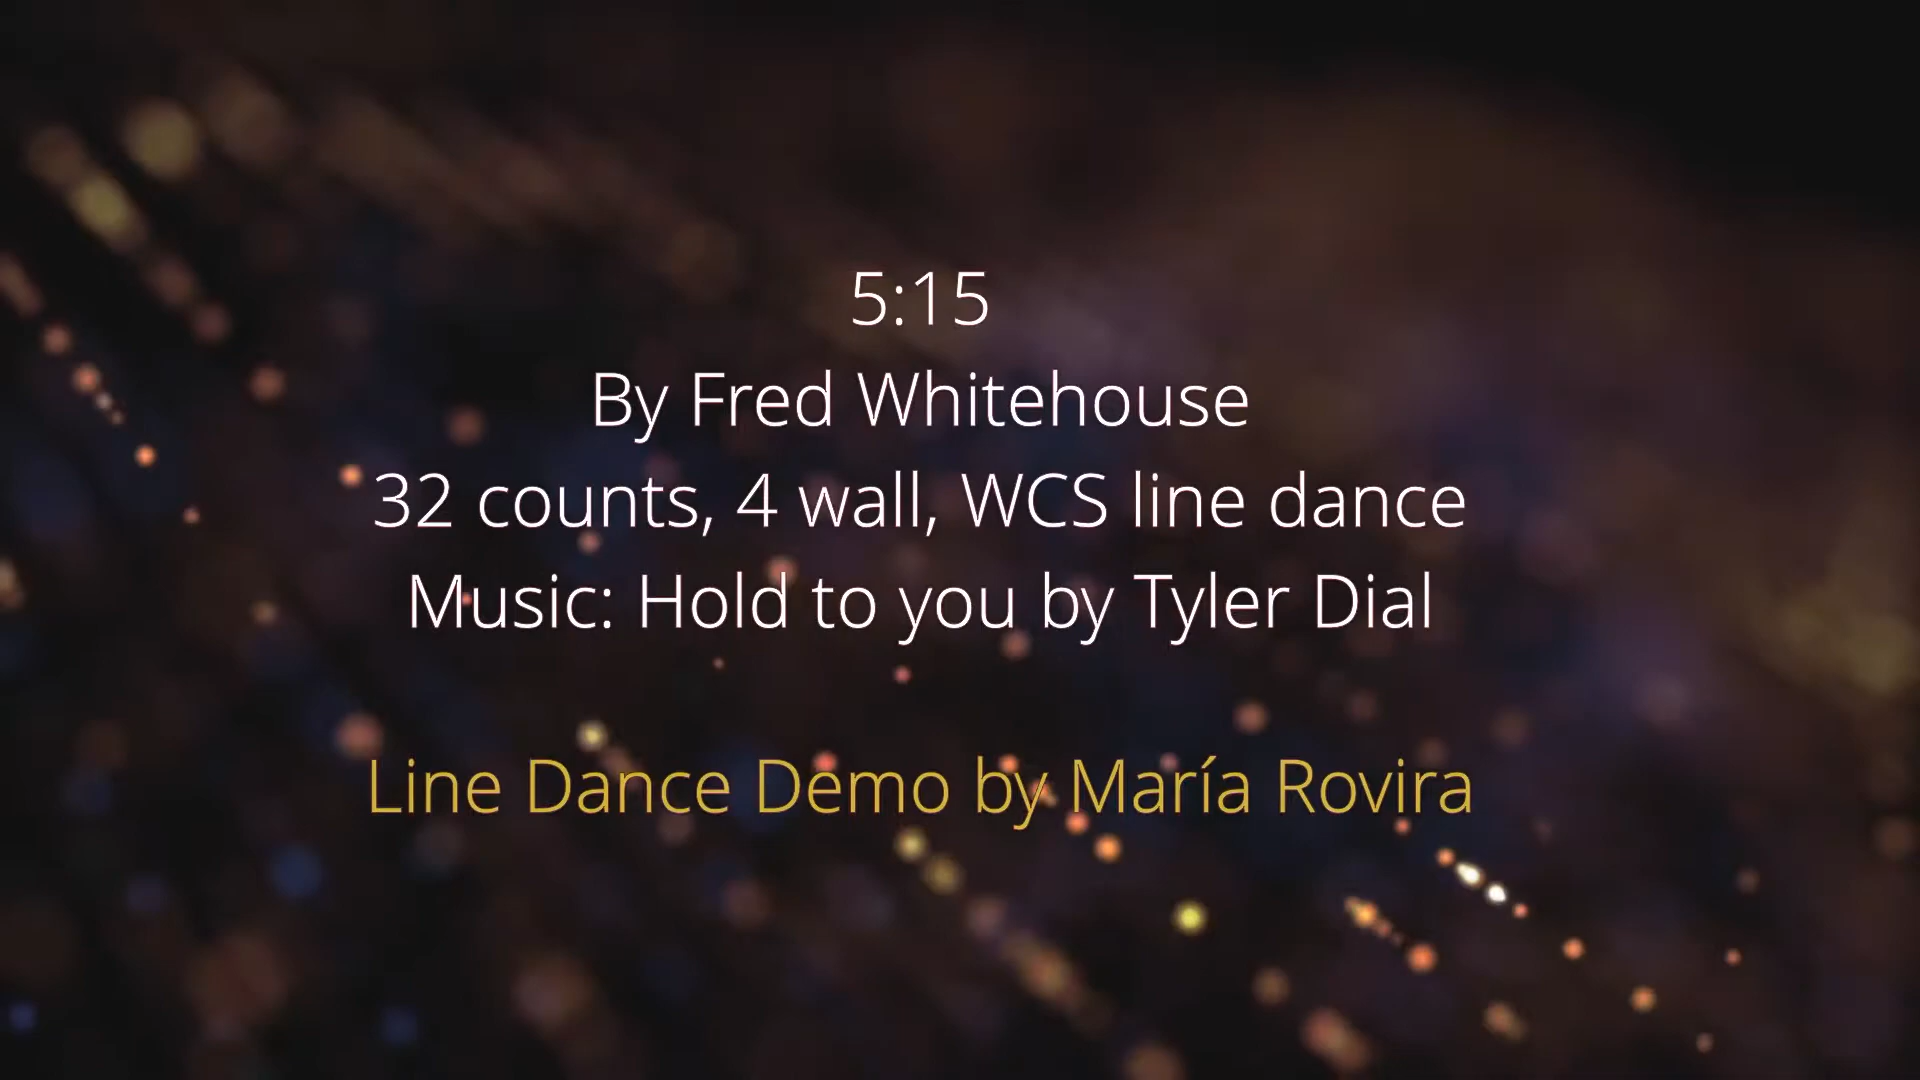 5:15
By Fred Whitehouse
32 counts, 4 wall, WCS line dance
Music: Hold to you by Tyler Dial
Line Dance Demo by María Rovira